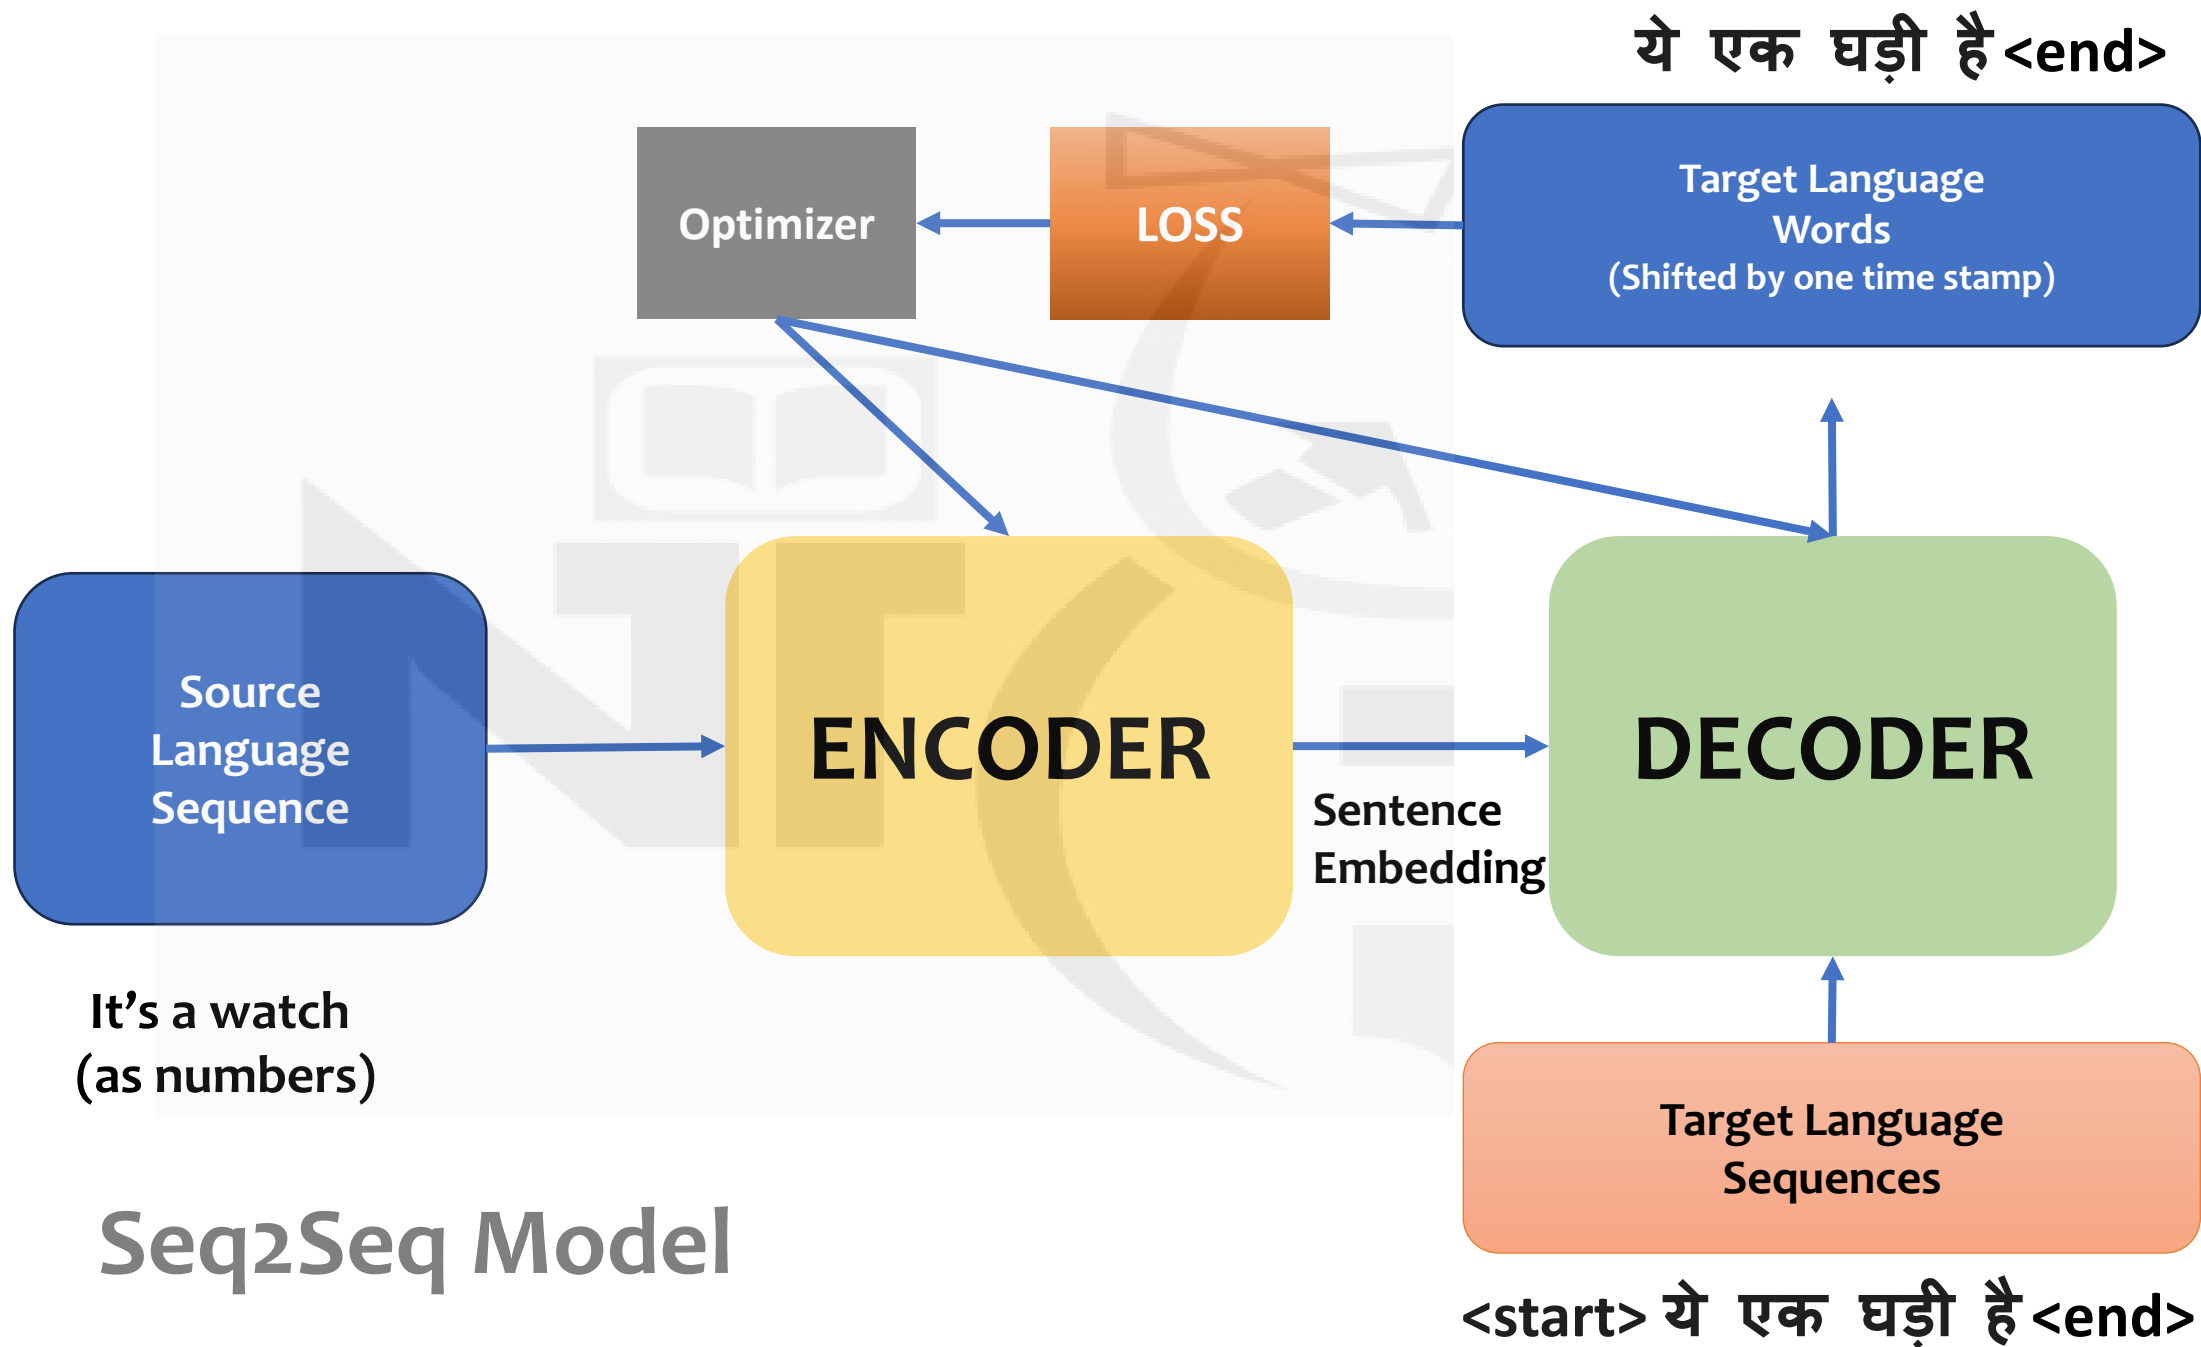 ये एक घड़ी है <end>
Target Language
Words
(Shifted by one time stamp)
LOSS
Optimizer
Source
Language
Sequence
ENCODER
DECODER
Sentence
Embedding
It’s a watch
(as numbers)
Target Language
Sequences
Seq2Seq Model
<start> ये एक घड़ी है <end>